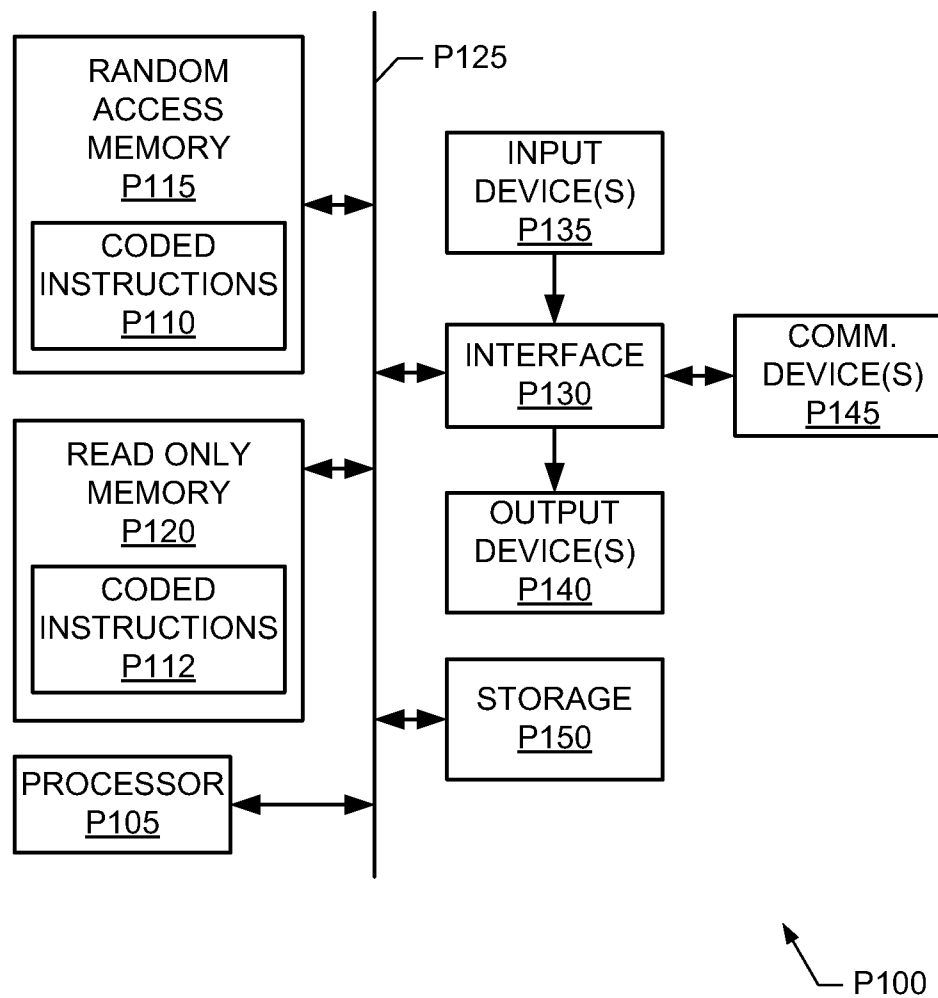 RANDOM
ACCESS
MEMORY
P115
CODED
INSTRUCTIONS
P110
READ ONLY
MEMORY
P120
CODED
INSTRUCTIONS
P112
PROCESSOR
P105
P125
INPUT
DEVICE(S)
P135
INTERFACE
P130
COMM.
DEVICE(S)
P145
OUTPUT
DEVICE(S)
P140
STORAGE
P150
P100